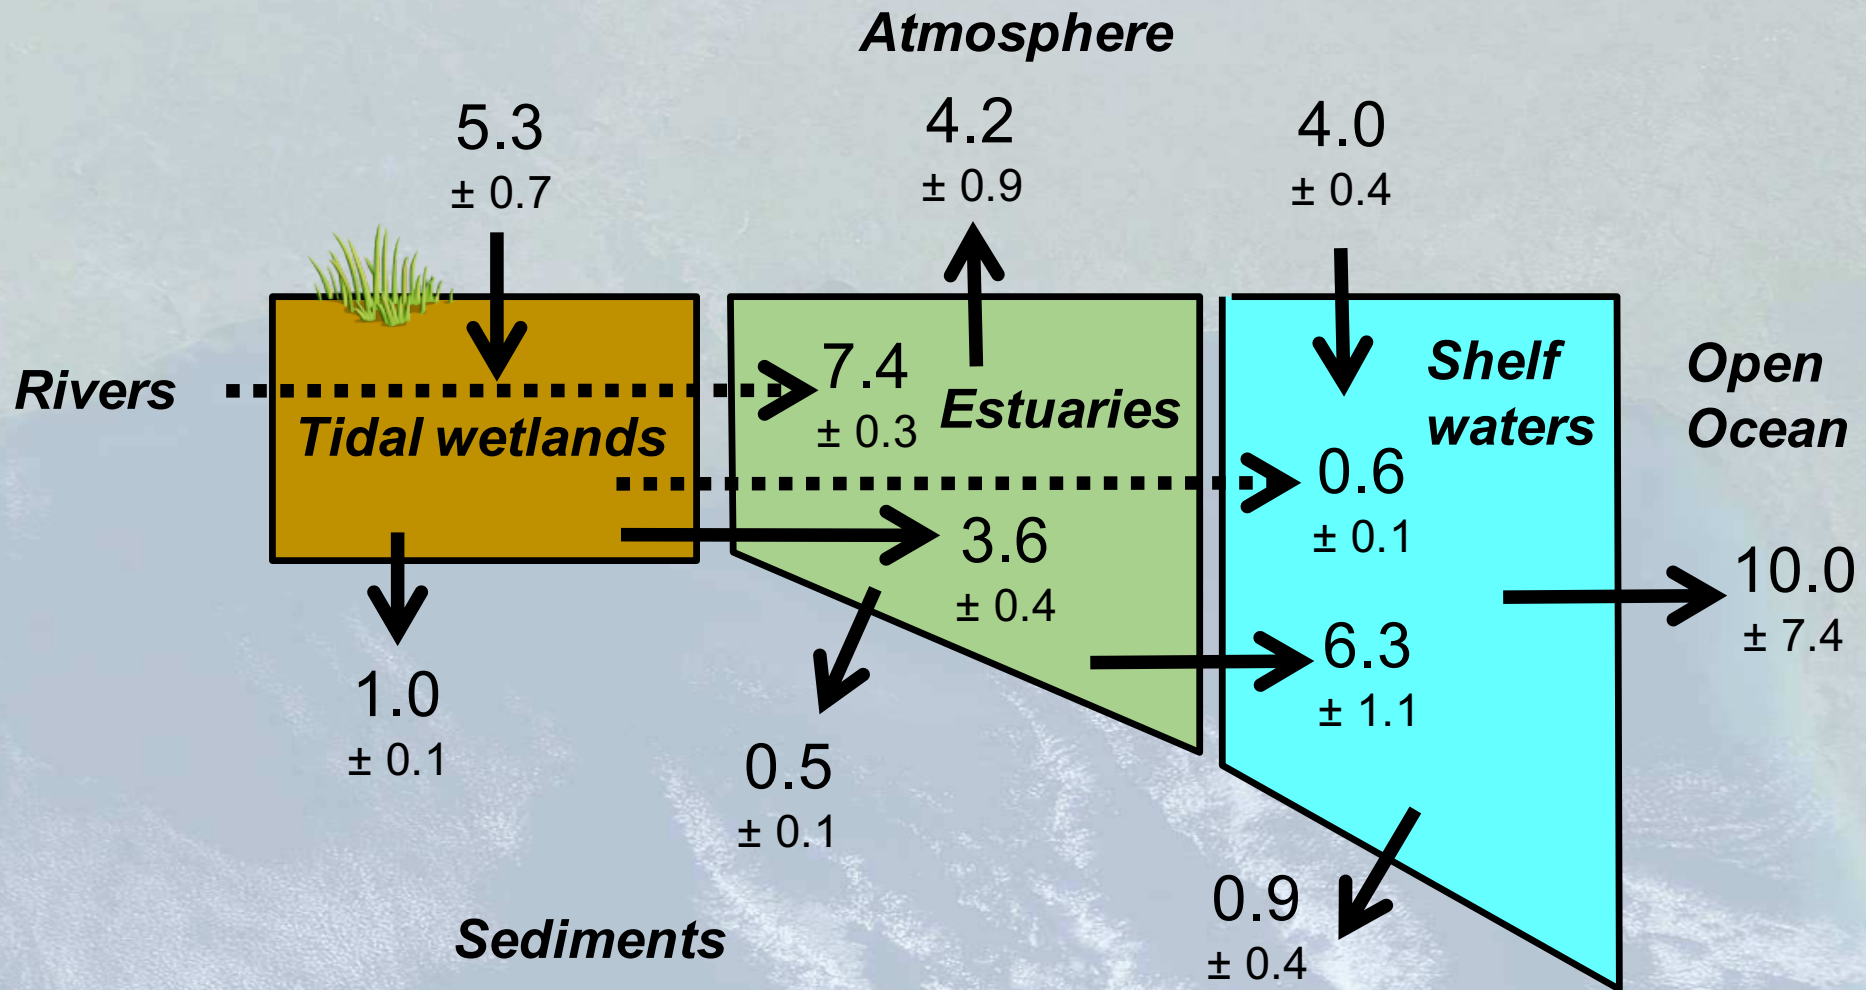 Atmosphere
5.3
± 0.7
4.2
± 0.9
4.0
± 0.4
Rivers
Tidal wetlands
7.4
± 0.3
Estuaries
Shelf
waters
Open
Ocean
0.6
± 0.1
3.6
± 0.4
10.0
± 7.4
6.3
± 1.1
1.0
± 0.1
0.5
± 0.1
0.9
± 0.4
Sediments